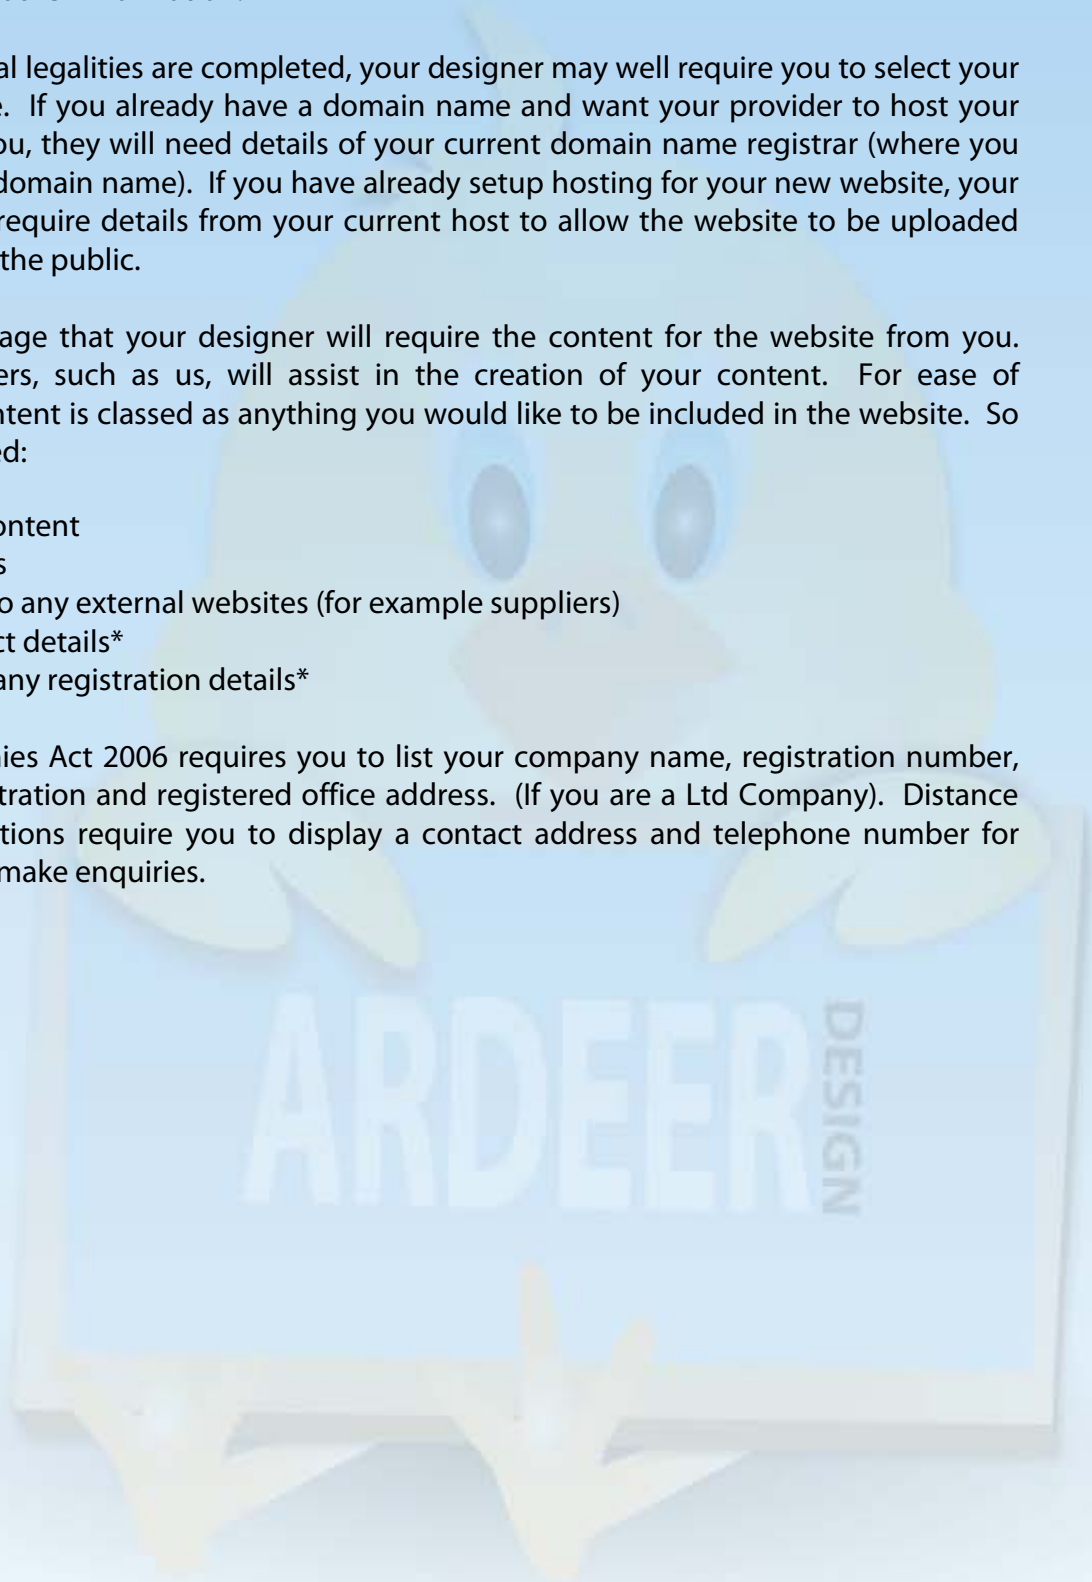 al legalities are completed, your designer may well require you to select your
e. If you already have a domain name and want your provider to host your
ou, they will need details of your current domain name registrar (where you
domain name). If you have already setup hosting for your new website, your
require details from your current host to allow the website to be uploaded
the public.
age that your designer will require the content for the website from you.
ers, such as us, will assist in the creation of your content. For ease of
ntent is classed as anything you would like to be included in the website. So
ed:
ontent
s
o any external websites (for example suppliers)
ct details*
any registration details*
nies Act 2006 requires you to list your company name, registration number,
tration and registered office address. (If you are a Ltd Company). Distance
tions require you to display a contact address and telephone number for
make enquiries.
ARDEER
DESIGN